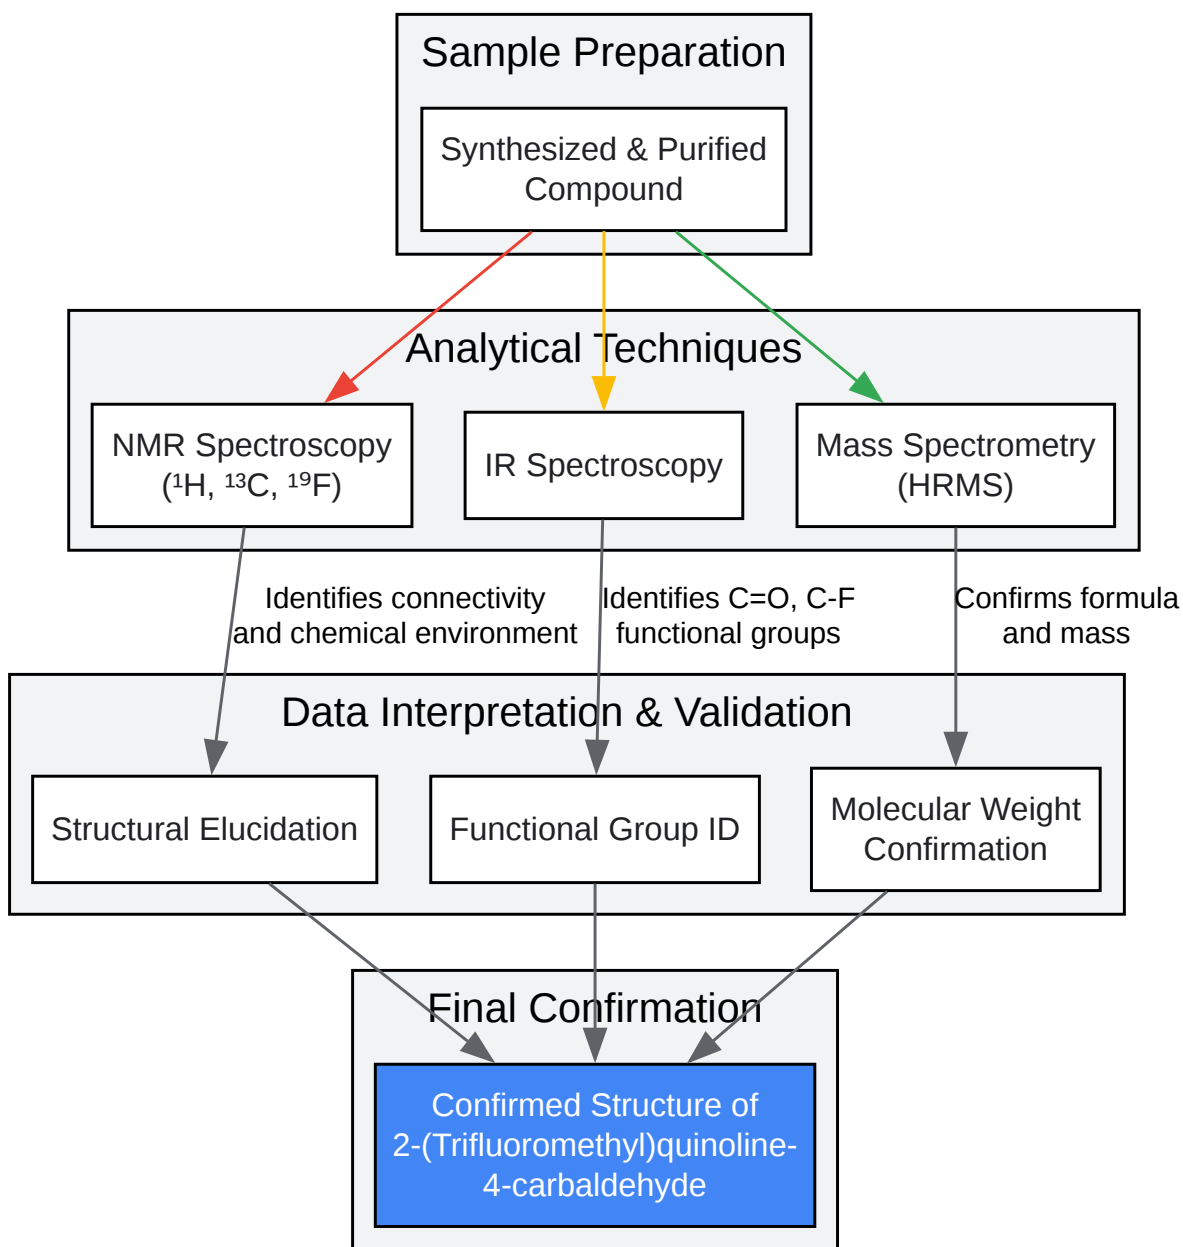 Sample Preparation
Synthesized & Purified
Compound
Analytical Techniques
NMR Spectroscopy
(¹H, ¹³C, ¹⁹F)
IR Spectroscopy
Mass Spectrometry
(HRMS)
Identifies connectivity
and chemical environment
Identifies C=O, C-F
functional groups
Confirms formula
and mass
Data Interpretation & Validation
Structural Elucidation
Functional Group ID
Molecular Weight
Confirmation
Final Confirmation
Confirmed Structure of
2-(Trifluoromethyl)quinoline-
4-carbaldehyde